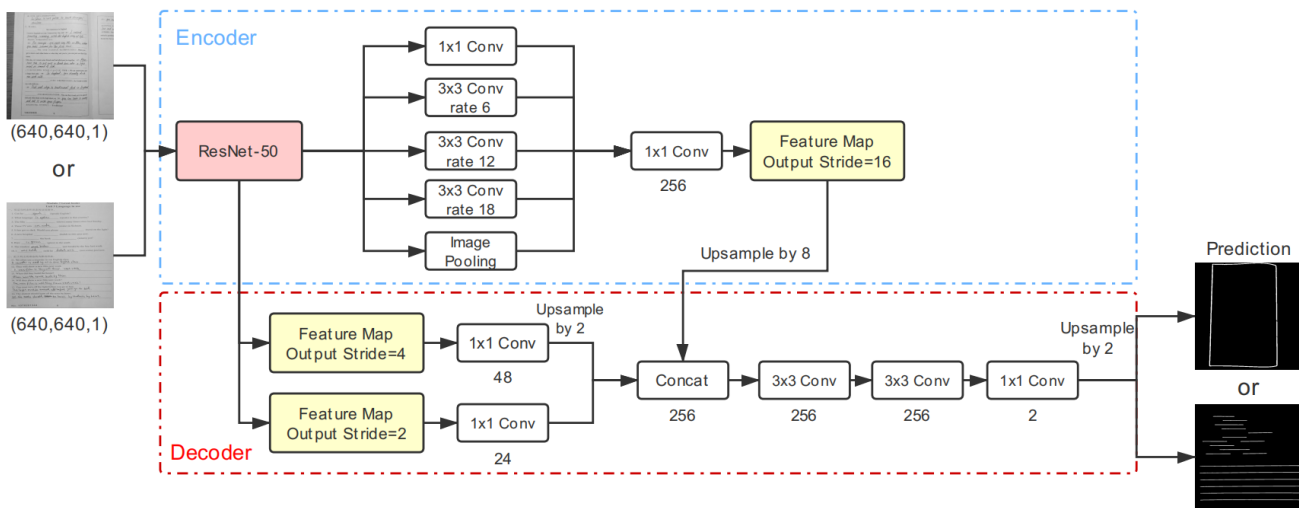 Encoder
(640,640,1)
or
(640,640,1)
ResNet-50
1x1 Conv
3x3 Conv
rate 6
3x3 Conv
rate 12
3x3 Conv
rate 18
Image
Pooling
1x1 Conv
256
Feature Map
Output Stride=16
Upsample by 8
Decoder
Feature Map
Output Stride=4
1x1 Conv
48
Upsample
by 2
Feature Map
Output Stride=2
1x1 Conv
24
Concat
256
3x3 Conv
256
3x3 Conv
256
1x1 Conv
2
Upsample
by 2
Prediction
or